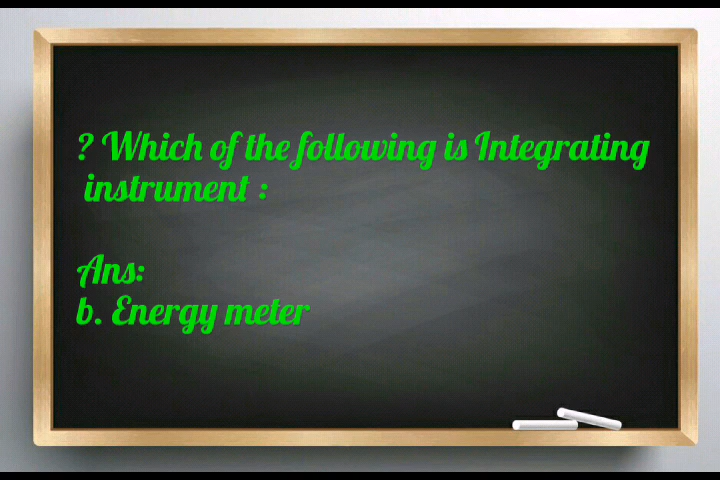 ? Which of the following is Integrating
instrument :
Ans:
b. Energy meter